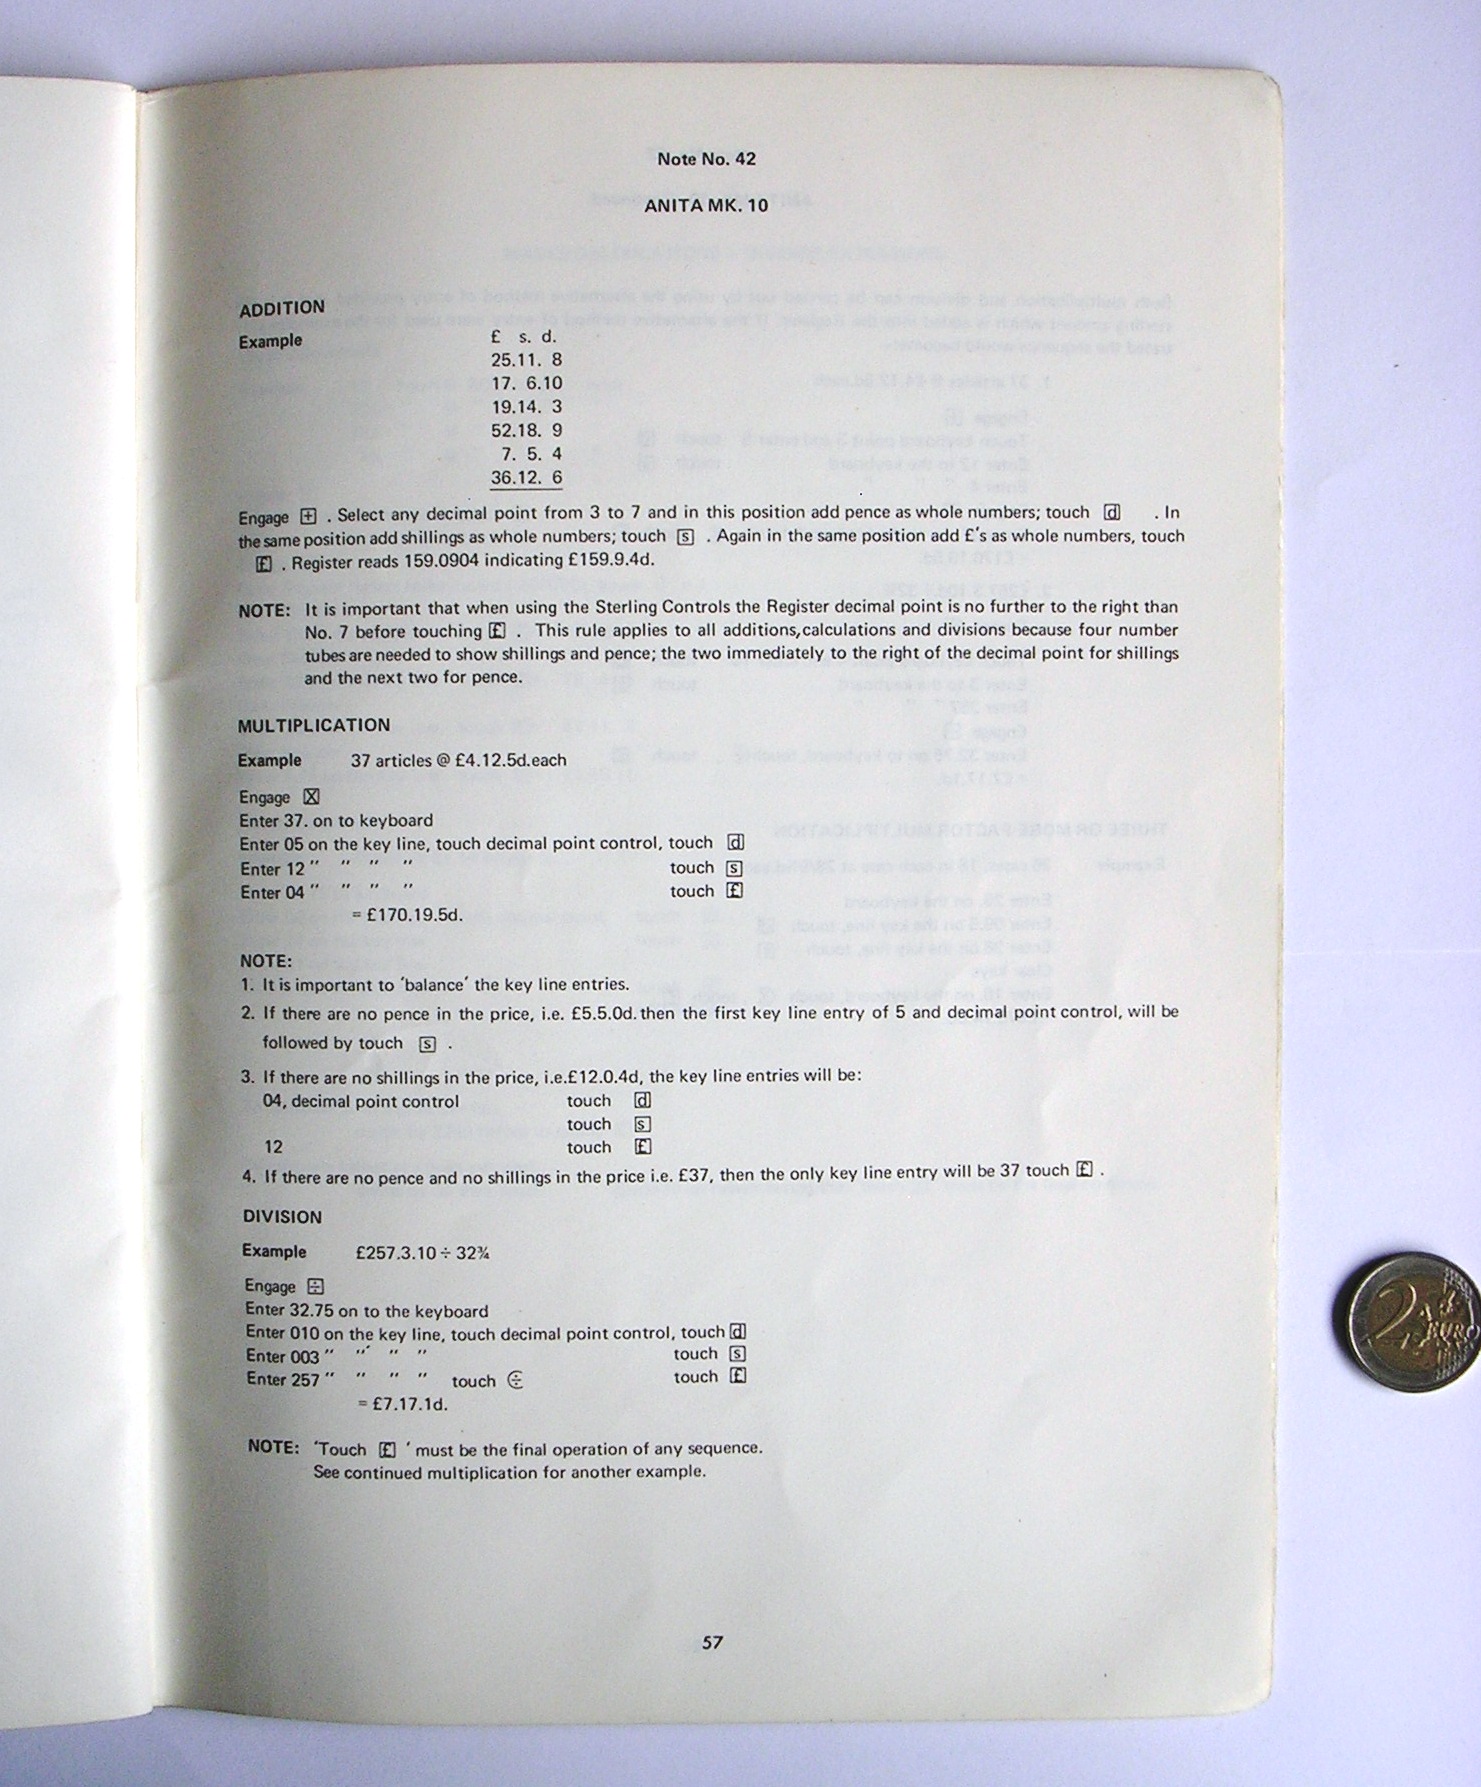 Note No. 42
ANITA MK. 10
ADDITION
Example
£ s. d.
25.11. 8
17. 6.10
19.14. 3
52.18. 9
7. 5. 4
36.12. 6
Engage [+] . Select any decimal point from 3 to 7 and in this position add pence as whole numbers; touch [d] . In
the same position add shillings as whole numbers; touch [s] . Again in the same position add £'s as whole numbers, touch
[£] . Register reads 159.0904 indicating £159.9.4d.
NOTE: It is important that when using the Sterling Controls the Register decimal point is no further to the right than
No. 7 before touching [£] . This rule applies to all additions,calculations and divisions because four number
tubes are needed to show shillings and pence; the two immediately to the right of the decimal point for shillings
and the next two for pence.
MULTIPLICATION
Example 37 articles @ £4.12.5d.each
Engage [X]
Enter 37. on to keyboard
Enter 05 on the key line, touch decimal point control, touch [d]
Enter 12 " " " " touch [s]
Enter 04 " " " " touch [£]
= £170.19.5d.
NOTE:
1. It is important to 'balance' the key line entries.
2. If there are no pence in the price, i.e. £5.5.0d. then the first key line entry of 5 and decimal point control, will be
followed by touch [s] .
3. If there are no shillings in the price, i.e.£12.0.4d, the key line entries will be:
04, decimal point control touch [d]
touch [s]
12 touch [£]
4. If there are no pence and no shillings in the price i.e. £37, then the only key line entry will be 37 touch [£] .
DIVISION
Example £257.3.10 ÷ 32¾
Engage [÷]
Enter 32.75 on to the keyboard
Enter 010 on the key line, touch decimal point control, touch [d]
Enter 003 " " " " touch [s]
Enter 257 " " " " touch ÷ touch [£]
= £7.17.1d.
NOTE: 'Touch [£] ' must be the final operation of any sequence.
See continued multiplication for another example.
57
2
EURO